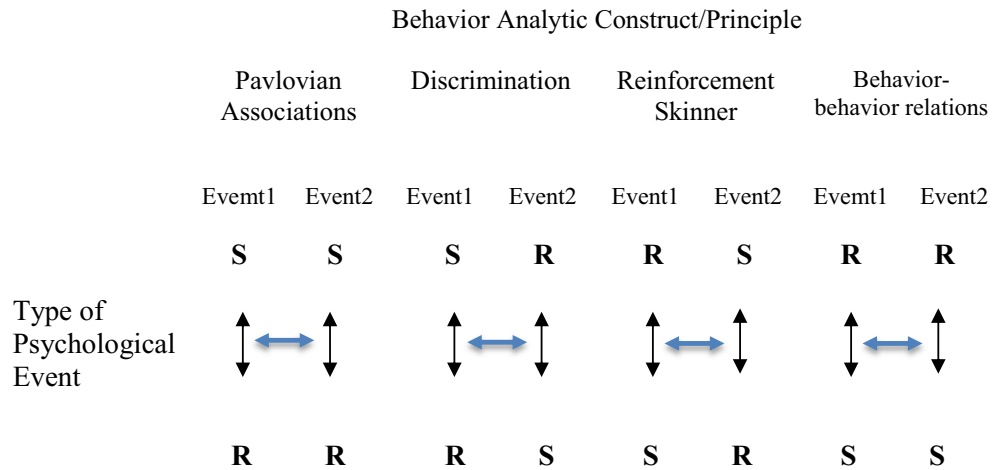 Behavior Analytic Construct/Principle
Pavlovian Associations
Discrimination
Reinforcement Skinner
Behavior-
behavior relations
Evemt1 Event2 Event1 Event2 Event1 Event2 Evemt1 Event2
S S S R R S R R
Type of
Psychological
Event
R R R S S R S S